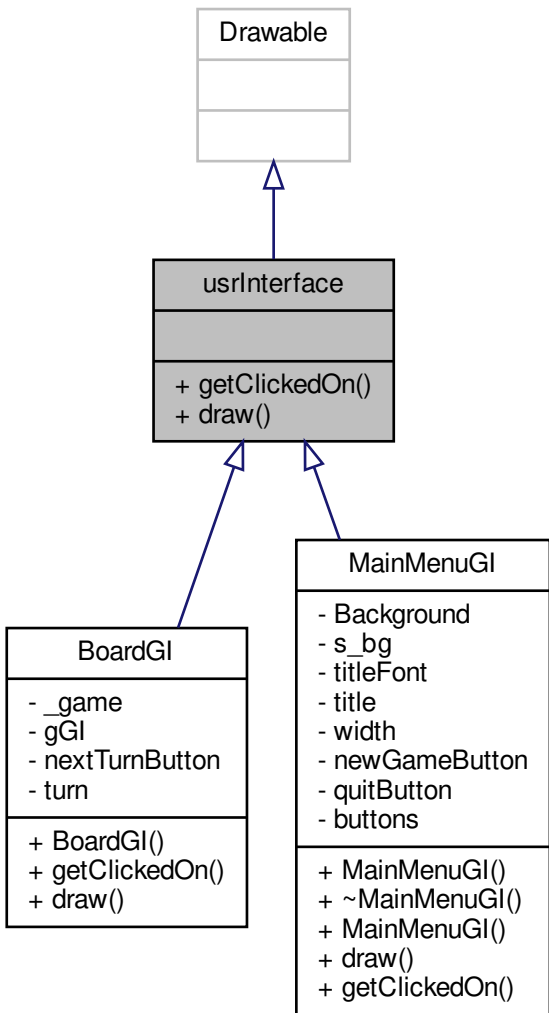 Drawable
usrInterface
+ getClickedOn()
+ draw()
BoardGI
- _game
- gGI
- nextTurnButton
- turn
+ BoardGI()
+ getClickedOn()
+ draw()
MainMenuGI
- Background
- s_bg
- titleFont
- title
- width
- newGameButton
- quitButton
- buttons
+ MainMenuGI()
+ ~MainMenuGI()
+ MainMenuGI()
+ draw()
+ getClickedOn()